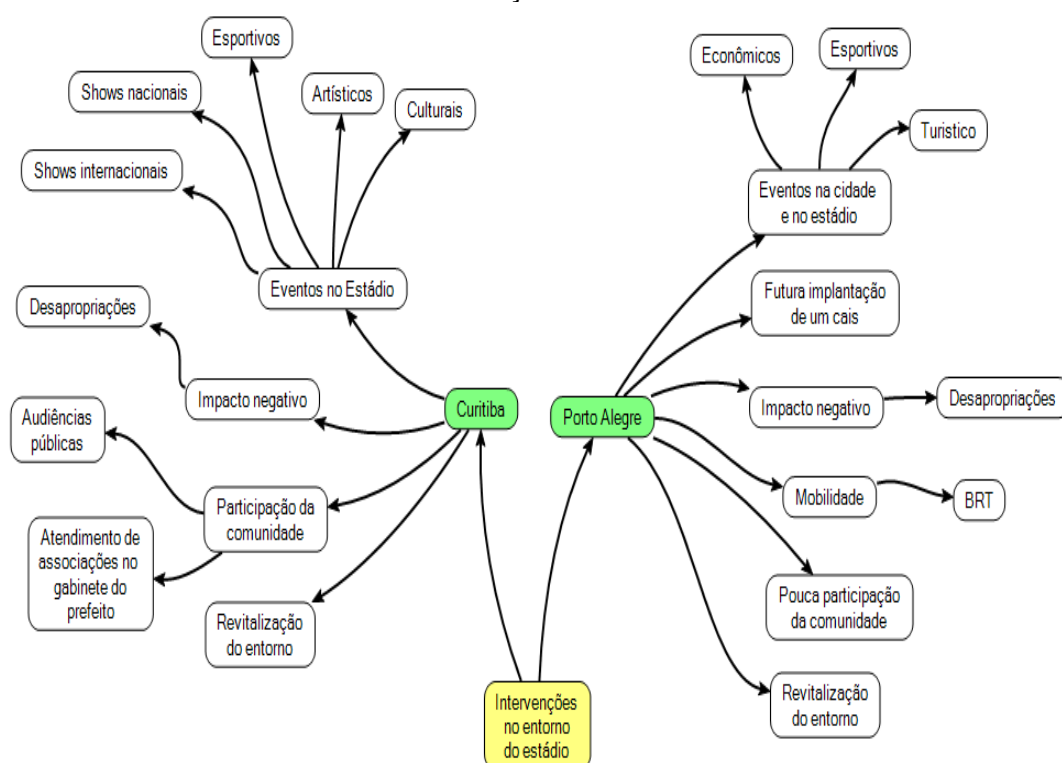 Esportivos
Shows nacionais
Artísticos
Culturais
Shows internacionais
Eventos no Estádio
Desapropriações
Impacto negativo
Curitiba
Audiências
públicas
Participação da
comunidade
Atendimento de
associações no
gabinete do
prefeito
Revitalização
do entorno
Intervenções
no entorno
do estádio
Econômicos
Esportivos
Turistico
Eventos na cidade
e no estádio
Futura implantação
de um cais
Porto Alegre
Impacto negativo
Desapropriações
Mobilidade
BRT
Pouca participação
da comunidade
Revitalização
do entorno